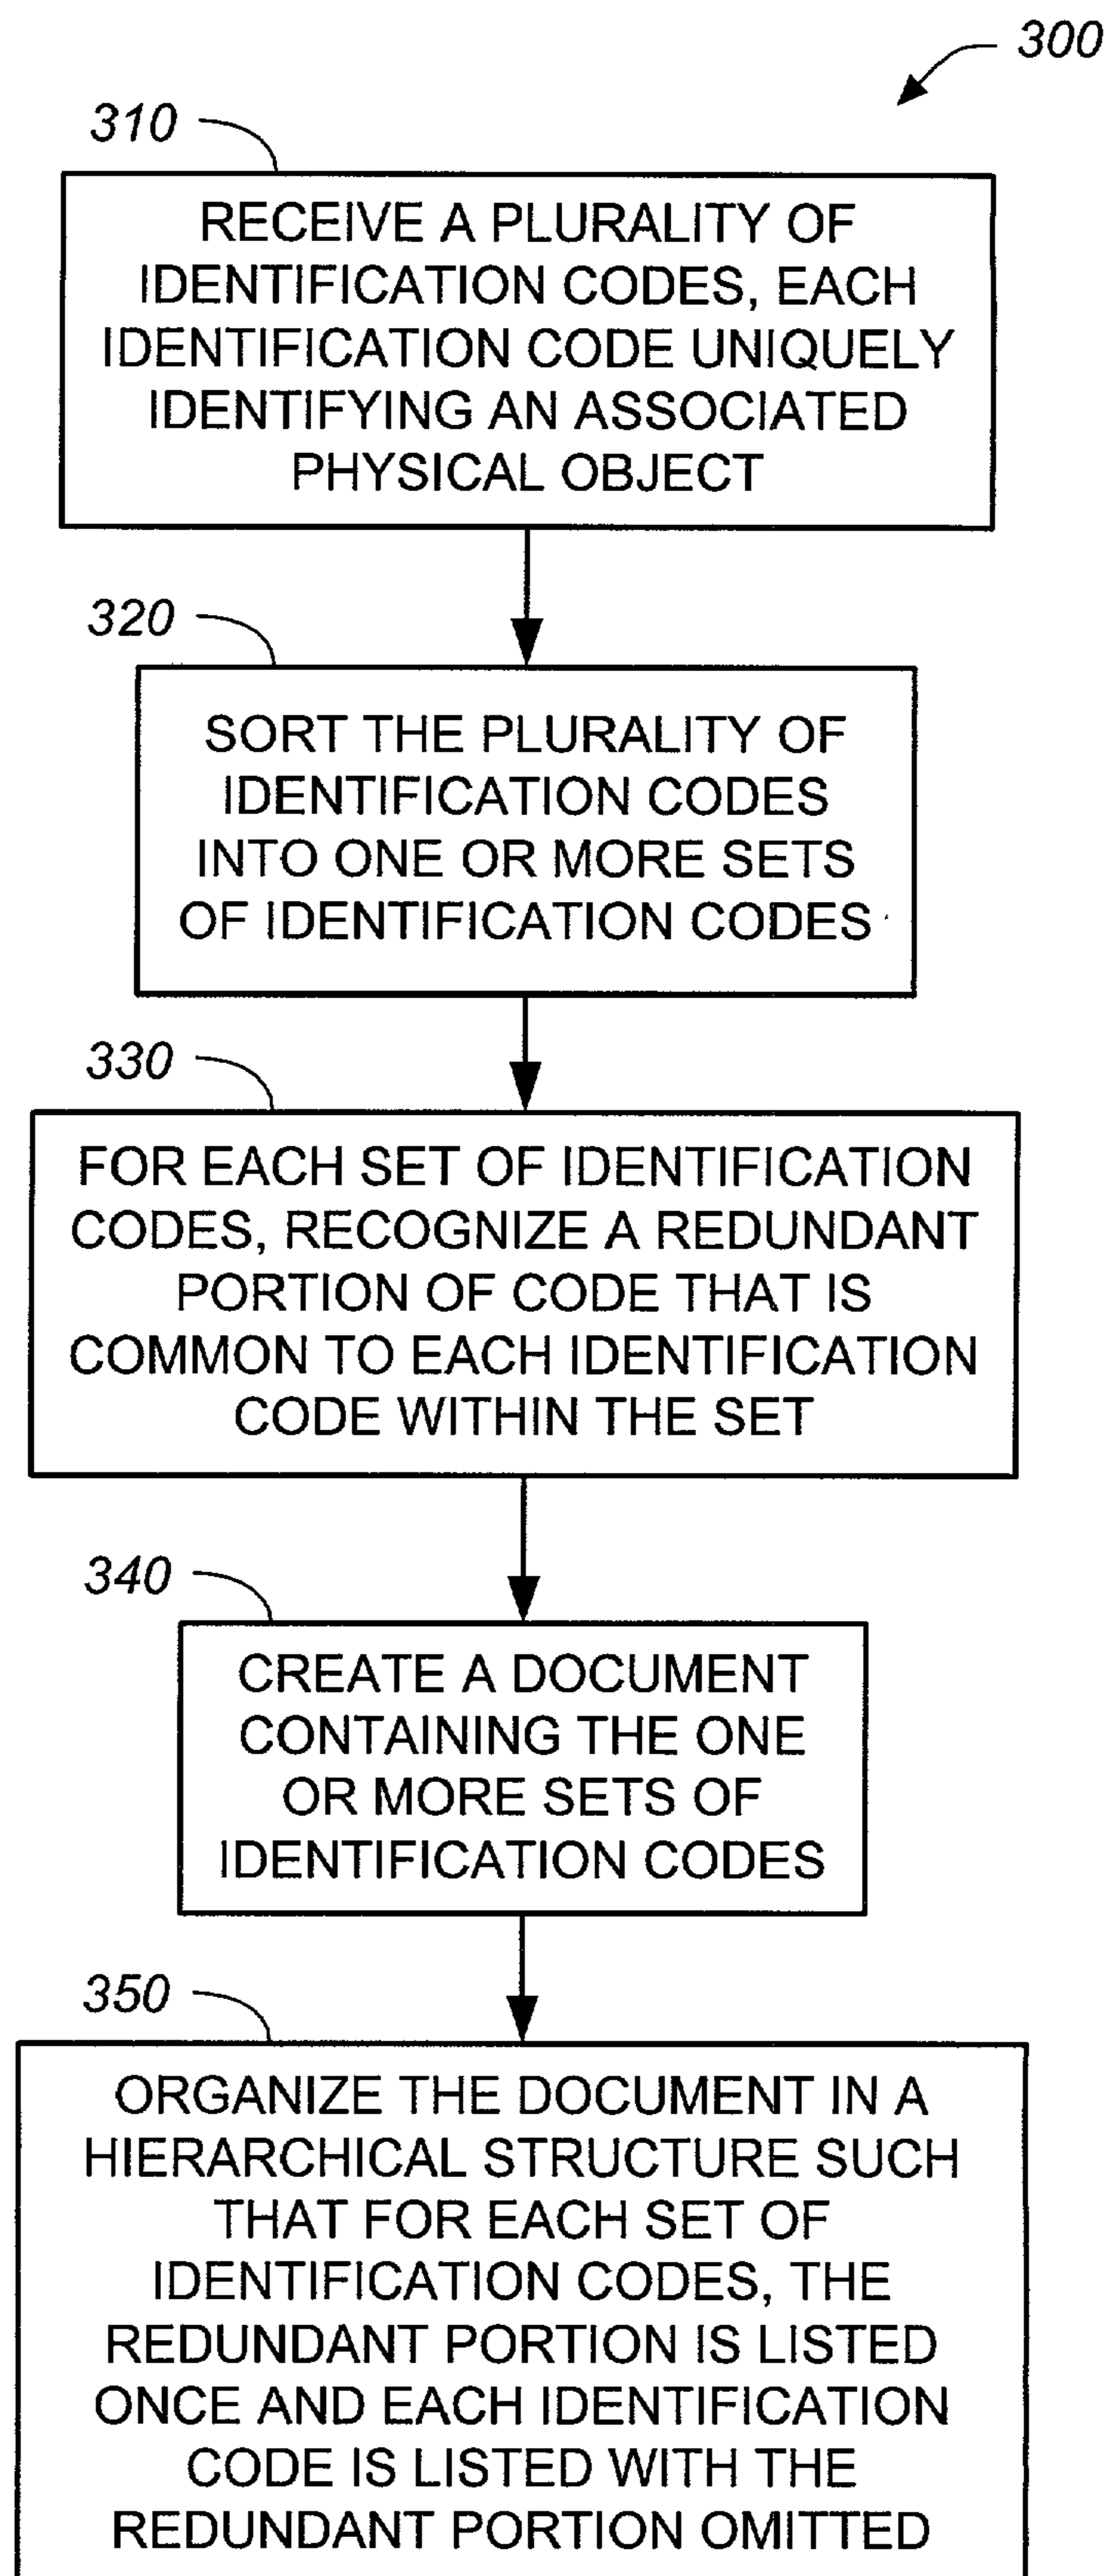 300
310
RECEIVE A PLURALITY OF
IDENTIFICATION CODES, EACH
IDENTIFICATION CODE UNIQUELY
IDENTIFYING AN ASSOCIATED
PHYSICAL OBJECT
320
SORT THE PLURALITY OF
IDENTIFICATION CODES
INTO ONE OR MORE SETS
OF IDENTIFICATION CODES
330
FOR EACH SET OF IDENTIFICATION
CODES, RECOGNIZE A REDUNDANT
PORTION OF CODE THAT IS
COMMON TO EACH IDENTIFICATION
CODE WITHIN THE SET
340
CREATE A DOCUMENT
CONTAINING THE ONE
OR MORE SETS OF
IDENTIFICATION CODES
350
ORGANIZE THE DOCUMENT IN A
HIERARCHICAL STRUCTURE SUCH
THAT FOR EACH SET OF
IDENTIFICATION CODES, THE
REDUNDANT PORTION IS LISTED
ONCE AND EACH IDENTIFICATION
CODE IS LISTED WITH THE
REDUNDANT PORTION OMITTED